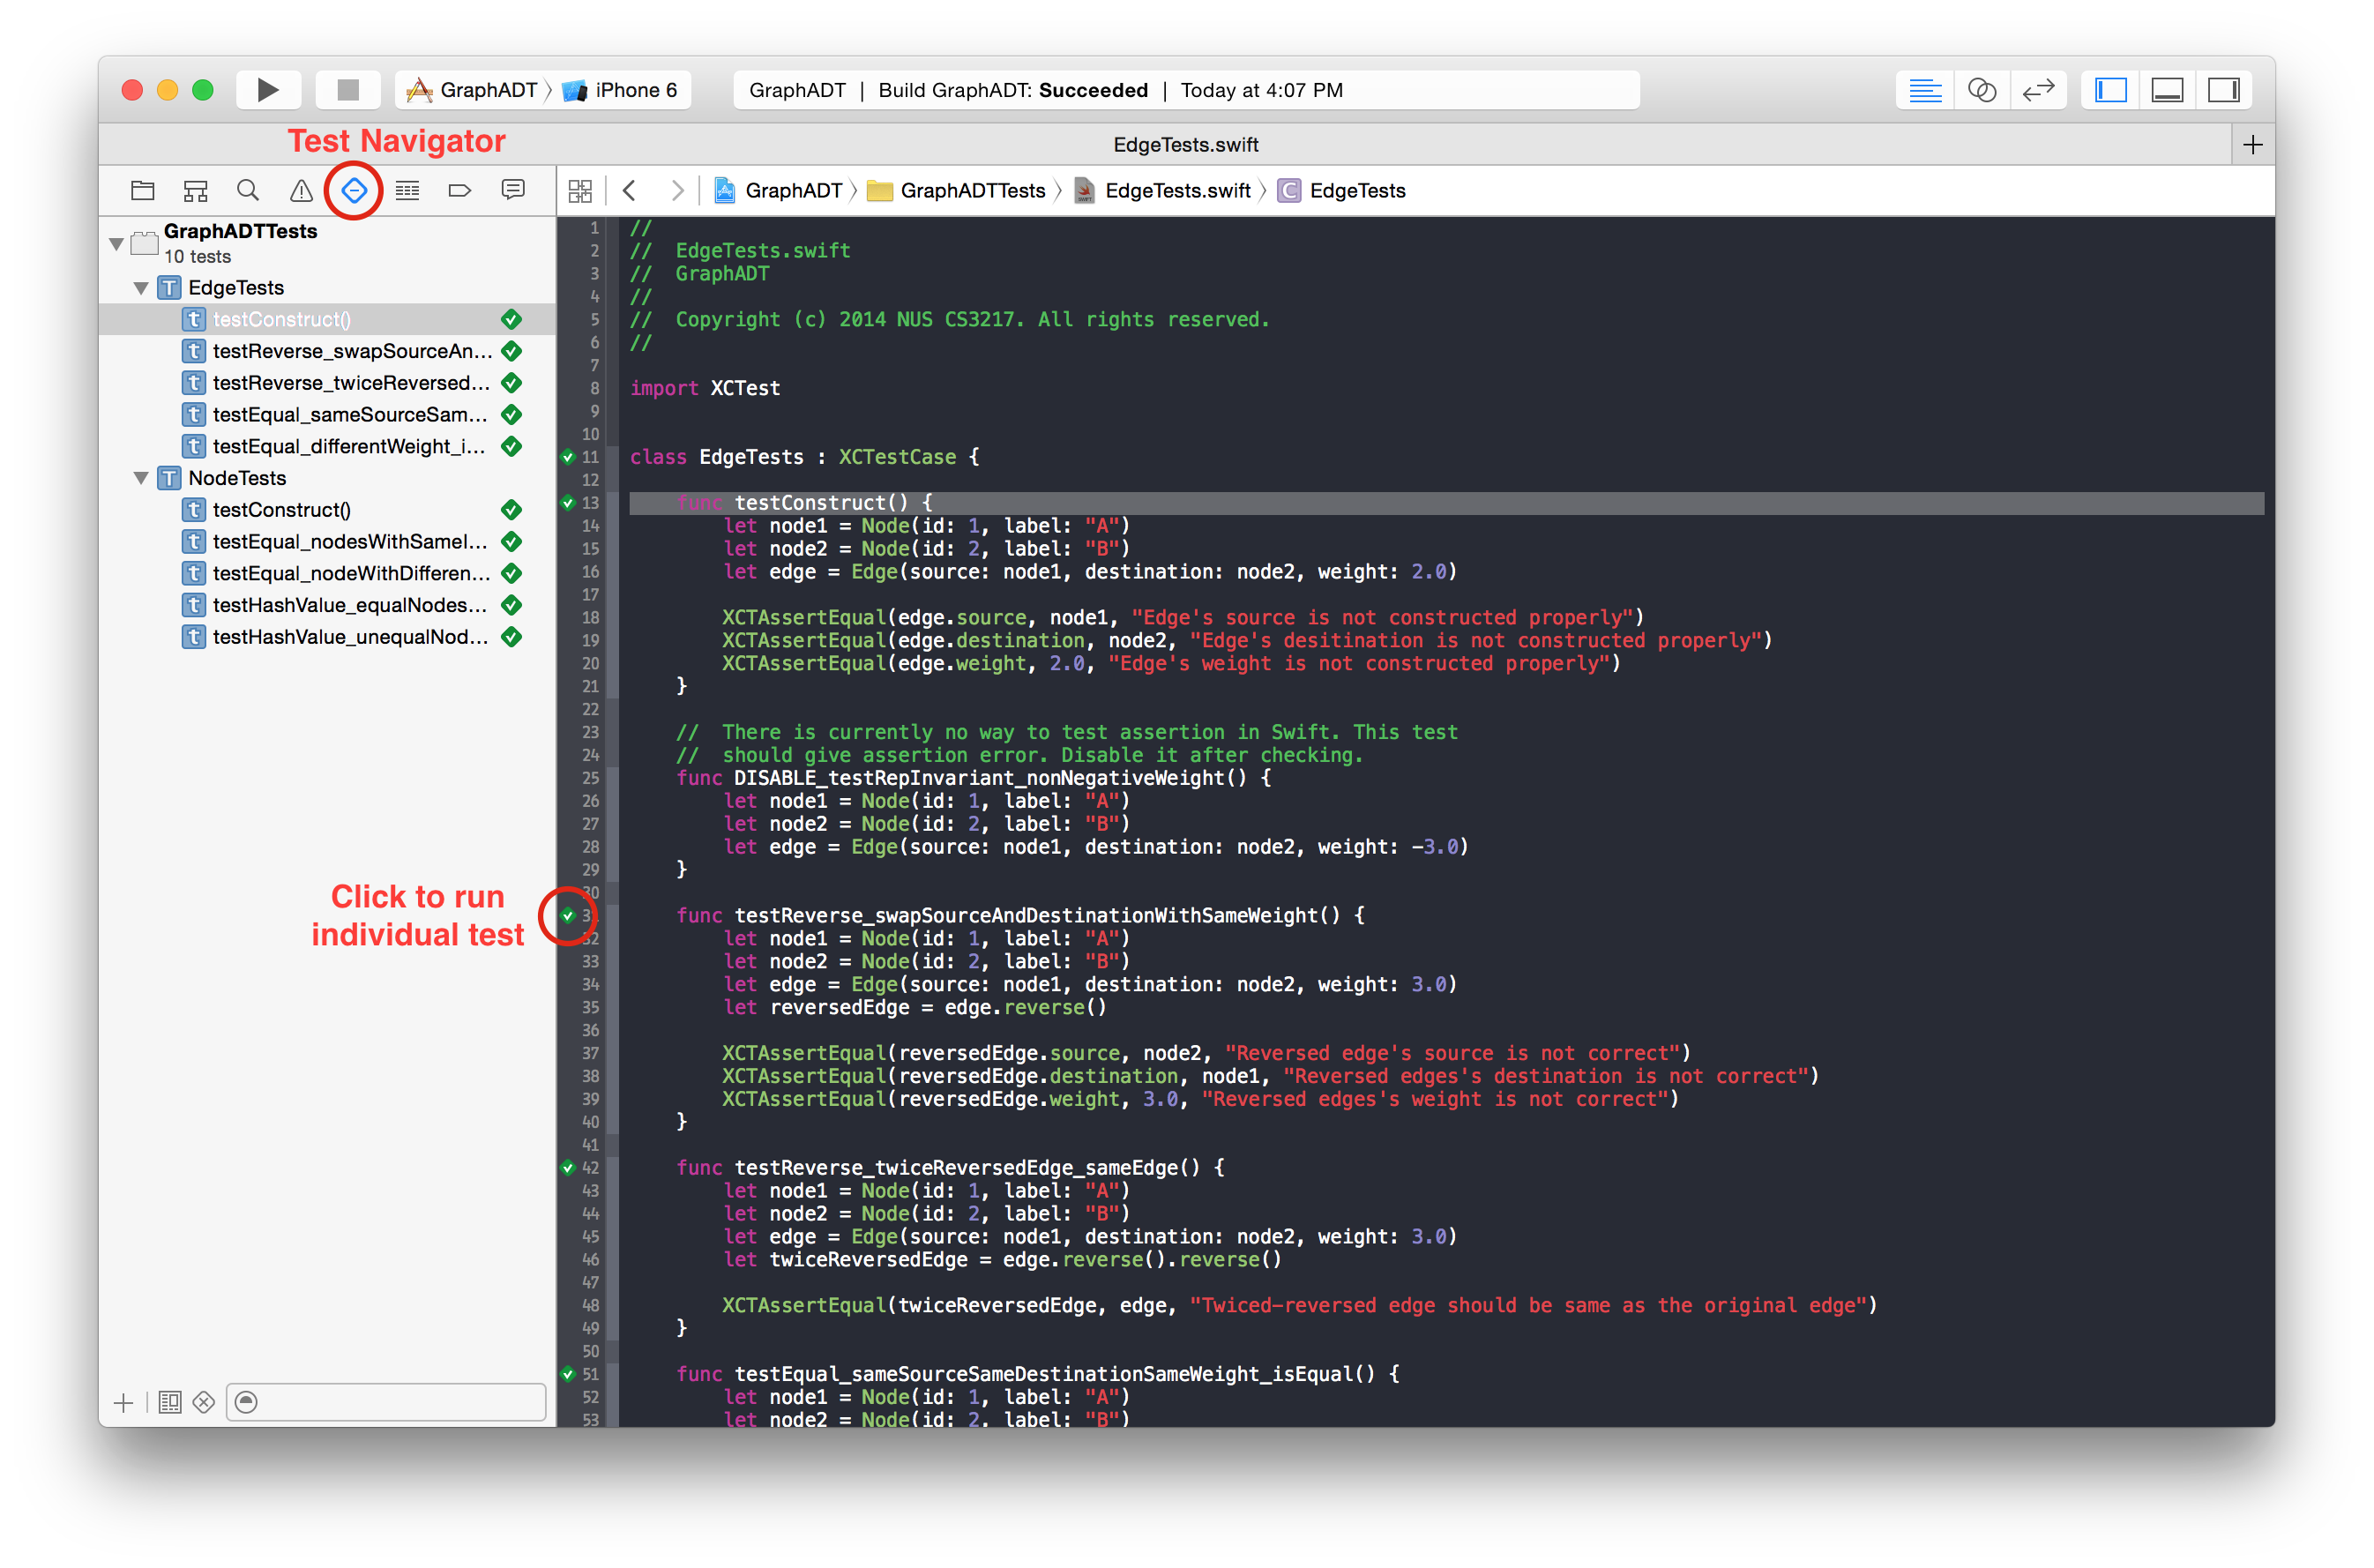 GraphADT 〉 iPhone 6
GraphADT | Build GraphADT: Succeeded | Today at 4:07 PM
Test Navigator
EdgeTests.swift
GraphADT 〉 GraphADTTests 〉 EdgeTests.swift 〉 C EdgeTests
GraphADTTests
10 tests
T EdgeTests
t testConstruct()
t testReverse_swapSourceAn...
t testReverse_twiceReversed...
t testEqual_sameSourceSam...
t testEqual_differentWeight_i...
T NodeTests
t testConstruct()
t testEqual_nodesWithSameI...
t testEqual_nodeWithDifferen...
t testHashValue_equalNodes...
t testHashValue_unequalNod...
Click to run
individual test
1 //
2 //  EdgeTests.swift
3 //  GraphADT
4 //
5 //  Copyright (c) 2014 NUS CS3217. All rights reserved.
6 //
7
8 import XCTest
9
10
11 class EdgeTests : XCTestCase {
12
13     func testConstruct() {
14         let node1 = Node(id: 1, label: "A")
15         let node2 = Node(id: 2, label: "B")
16         let edge = Edge(source: node1, destination: node2, weight: 2.0)
17
18         XCTAssertEqual(edge.source, node1, "Edge's source is not constructed properly")
19         XCTAssertEqual(edge.destination, node2, "Edge's desitination is not constructed properly")
20         XCTAssertEqual(edge.weight, 2.0, "Edge's weight is not constructed properly")
21     }
22
23     //  There is currently no way to test assertion in Swift. This test
24     //  should give assertion error. Disable it after checking.
25     func DISABLE_testRepInvariant_nonNegativeWeight() {
26         let node1 = Node(id: 1, label: "A")
27         let node2 = Node(id: 2, label: "B")
28         let edge = Edge(source: node1, destination: node2, weight: -3.0)
29     }
30
31     func testReverse_swapSourceAndDestinationWithSameWeight() {
32         let node1 = Node(id: 1, label: "A")
33         let node2 = Node(id: 2, label: "B")
34         let edge = Edge(source: node1, destination: node2, weight: 3.0)
35         let reversedEdge = edge.reverse()
36
37         XCTAssertEqual(reversedEdge.source, node2, "Reversed edge's source is not correct")
38         XCTAssertEqual(reversedEdge.destination, node1, "Reversed edges's destination is not correct")
39         XCTAssertEqual(reversedEdge.weight, 3.0, "Reversed edges's weight is not correct")
40     }
41
42     func testReverse_twiceReversedEdge_sameEdge() {
43         let node1 = Node(id: 1, label: "A")
44         let node2 = Node(id: 2, label: "B")
45         let edge = Edge(source: node1, destination: node2, weight: 3.0)
46         let twiceReversedEdge = edge.reverse().reverse()
47
48         XCTAssertEqual(twiceReversedEdge, edge, "Twiced-reversed edge should be same as the original edge")
49     }
50
51     func testEqual_sameSourceSameDestinationSameWeight_isEqual() {
52         let node1 = Node(id: 1, label: "A")
53         let node2 = Node(id: 2, label: "B")